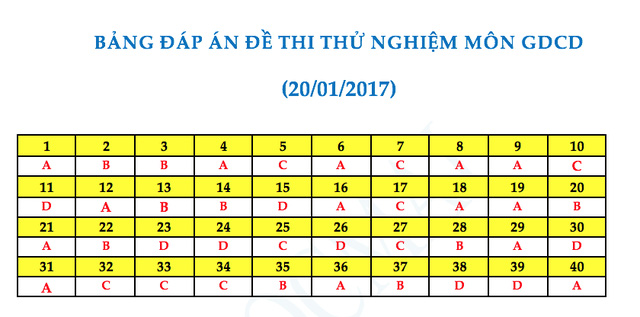 BẢNG ĐÁP ÁN ĐỀ THI THỬ NGHIỆM MÔN GDCD
(20/01/2017)
1 2 3 4 5 6 7 8 9 10
A B B A C A C A A C
11 12 13 14 15 16 17 18 19 20
D A B B D A C A A B
21 22 23 24 25 26 27 28 29 30
A B D D C D C B A D
31 32 33 34 35 36 37 38 39 40
A C C C B A B D D A